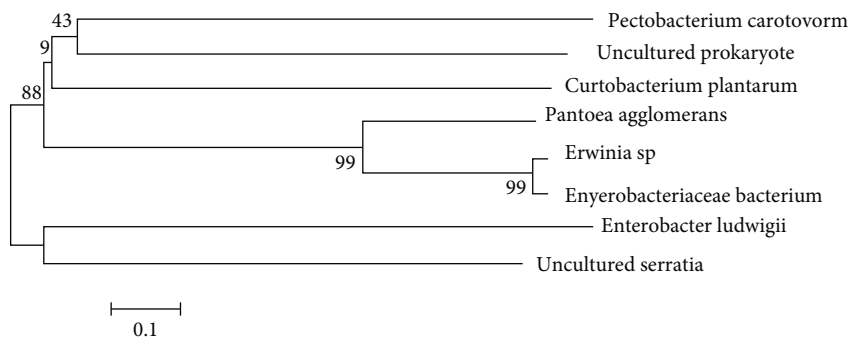 43
Pectobacterium carotovorm
9
Uncultured prokaryote
88
Curtobacterium plantarum
Pantoea agglomerans
99
Erwinia sp
99
Enyerobacteriaceae bacterium
Enterobacter ludwigii
Uncultured serratia
0.1